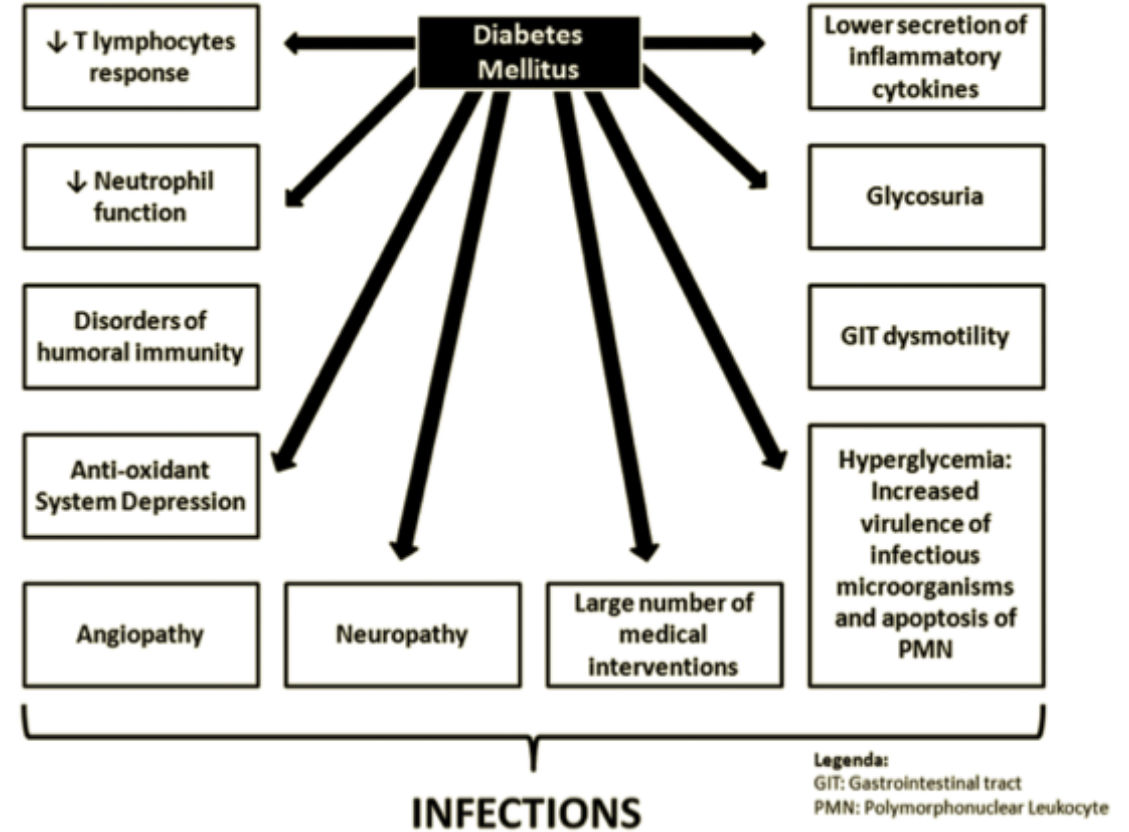 Diabetes
Mellitus
↓ T lymphocytes
response
↓ Neutrophil
function
Disorders of
humoral immunity
Anti-oxidant
System Depression
Angiopathy
Neuropathy
Large number of
medical
interventions
Lower secretion of
inflammatory
cytokines
Glycosuria
GIT dysmotility
Hyperglycemia:
Increased
virulence of
infectious
microorganisms
and apoptosis of
PMN
INFECTIONS
Legenda:
GIT: Gastrointestinal tract
PMN: Polymorphonuclear Leukocyte